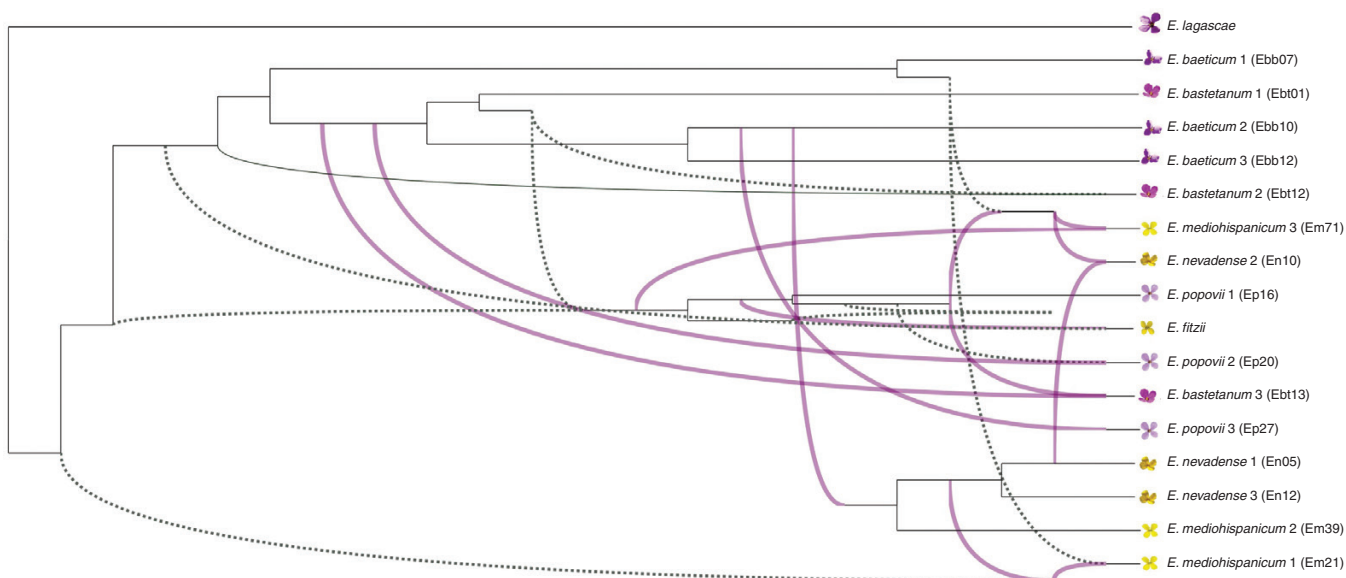 E. lagascae
E. baeticum 1 (Ebb07)
E. bastetanum 1 (Ebt01)
E. baeticum 2 (Ebb10)
E. baeticum 3 (Ebb12)
E. bastetanum 2 (Ebt12)
E. mediohispanicum 3 (Em71)
E. nevadense 2 (En10)
E. popovii 1 (Ep16)
E. fitzii
E. popovii 2 (Ep20)
E. bastetanum 3 (Ebt13)
E. popovii 3 (Ep27)
E. nevadense 1 (En05)
E. nevadense 3 (En12)
E. mediohispanicum 2 (Em39)
E. mediohispanicum 1 (Em21)